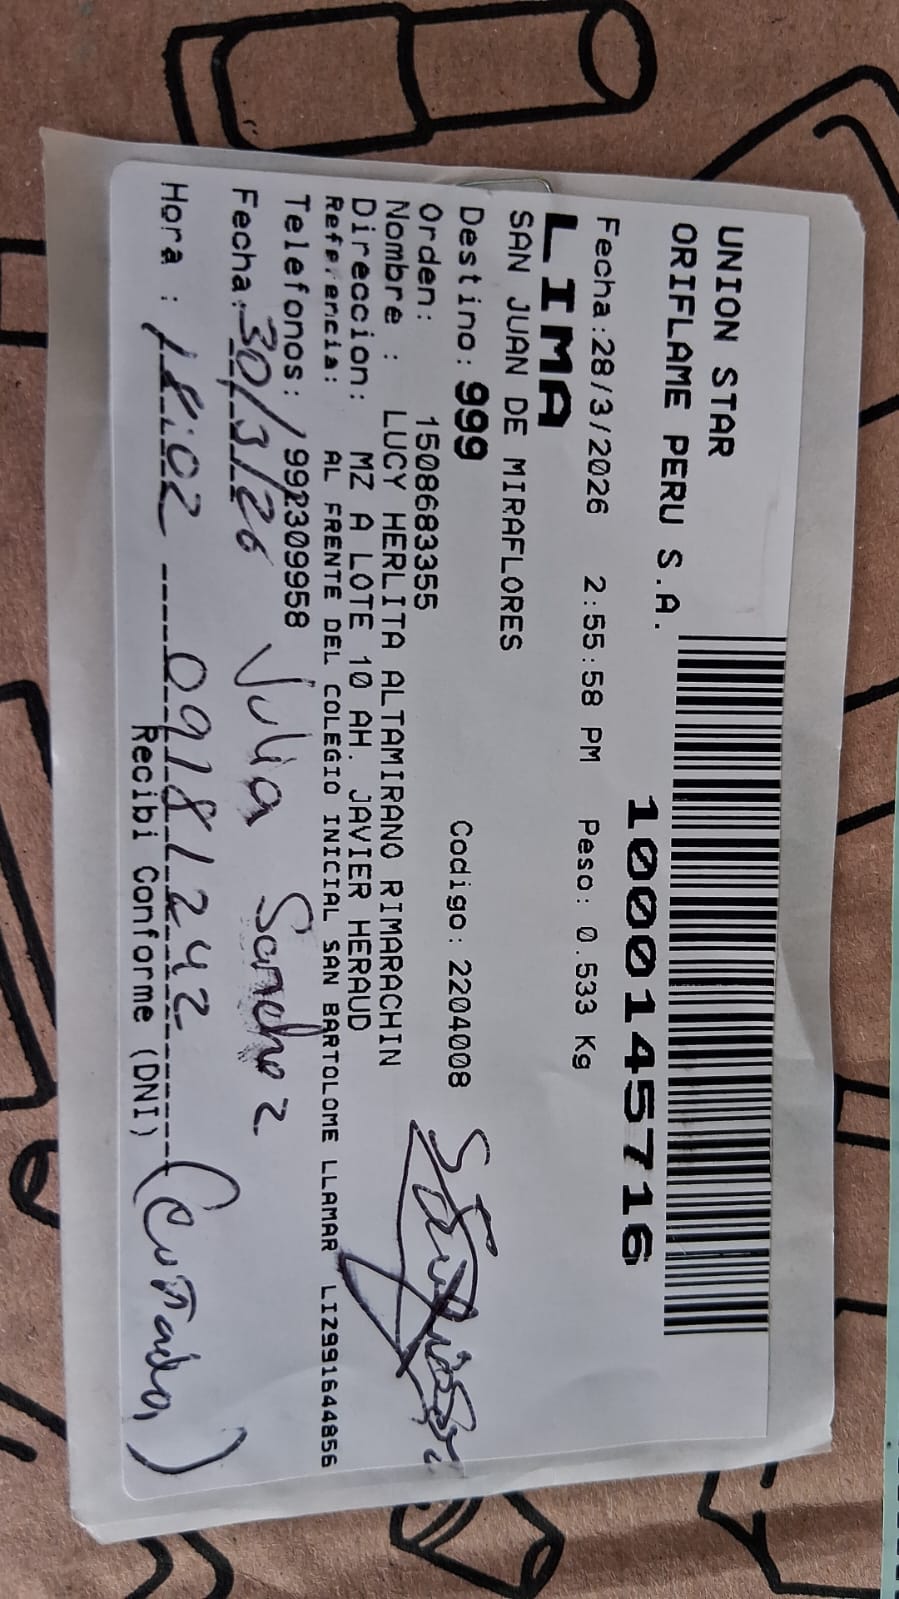 UNION STAR
ORIFLAME PERU S.A.
1000145716
Fecha:28/3/2026 2:55:58 PM Peso: 0.533 Kg
LIMA
SAN JUAN DE MIRAFLORES
Destino: 999 Codigo: 2204008
Orden: 1508683355
Nombre : LUCY HERLITA ALTAMIRANO RIMARACHIN
Direccion: MZ A LOTE 10 AH. JAVIER HERAUD
Referencia: AL FRENTE DEL COLEGIO INICIAL SAN BARTOLOME LLAMAR LI2991644856
Telefonos: /992309958
Fecha: 30/3/26 Julia Sanchez
Hora : 18:02 09181242 (Cuñada)
Recibi Conforme (DNI)